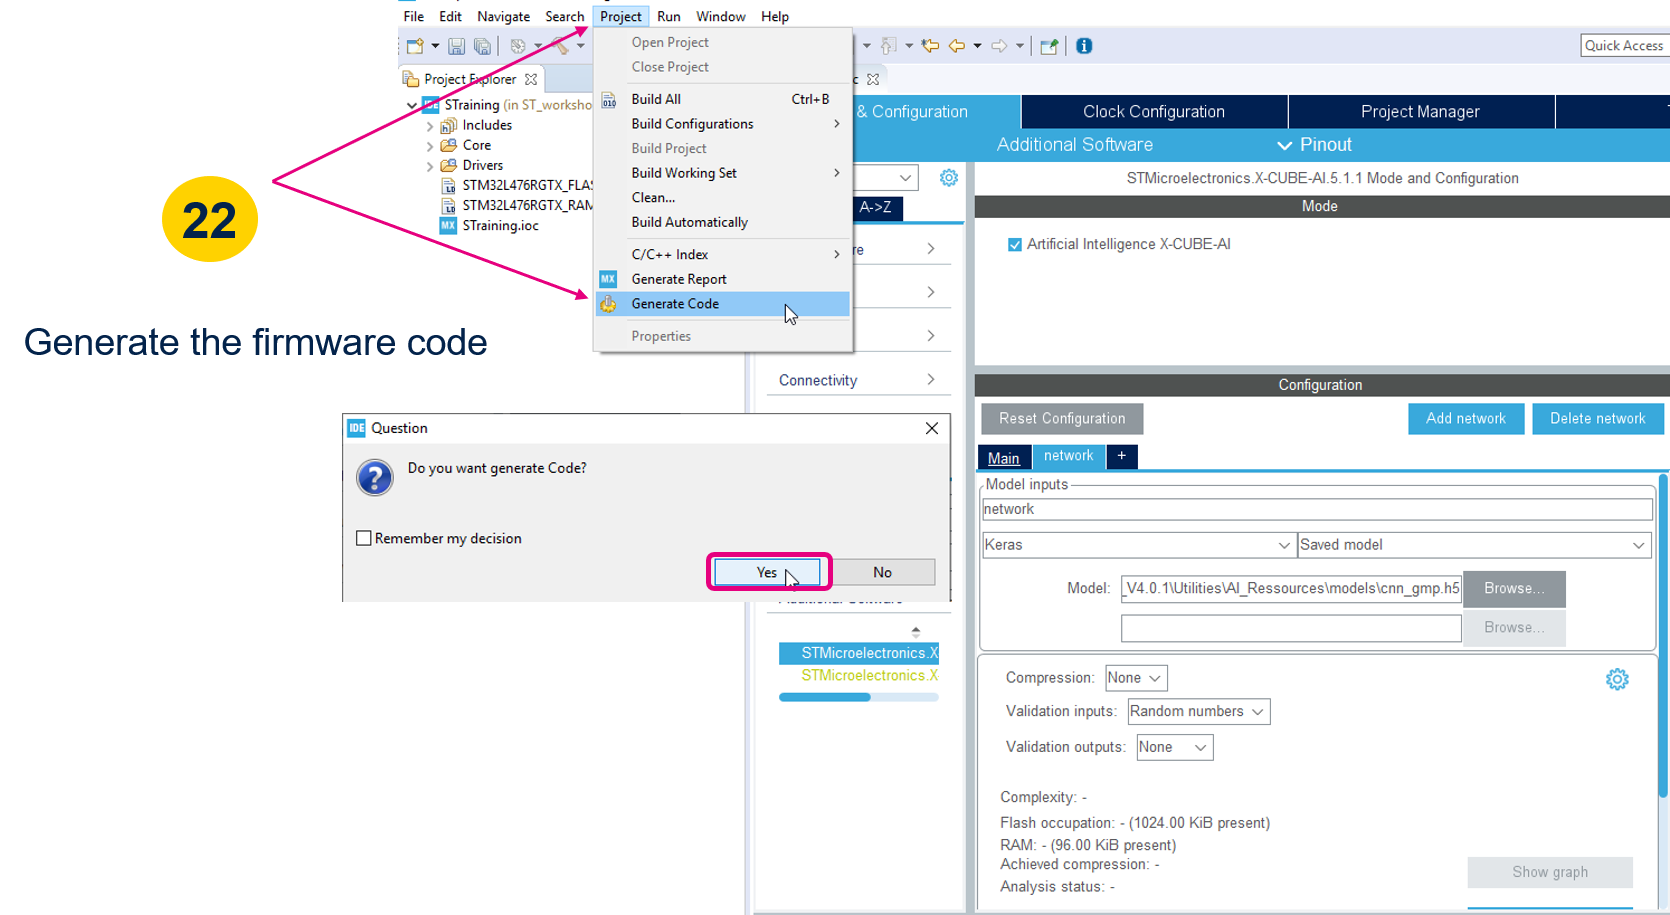 File Edit Navigate Search Project Run Window Help
Quick Access
Open Project
Close Project
Build All Ctrl+B
Build Configurations
Build Project
Build Working Set
Clean...
Build Automatically
C/C++ Index
MX Generate Report
Generate Code
Properties
Project Explorer
IDE STraining (in ST_worksho
Includes
Core
Drivers
STM32L476RGTX_FLAS
STM32L476RGTX_RAM
MX STraining.ioc
22
Generate the firmware code
c
& Configuration
Clock Configuration
Project Manager
Additional Software
Pinout
A->Z
re
Connectivity
STMicroelectronics.X
STMicroelectronics.X
STMicroelectronics.X-CUBE-AI.5.1.1 Mode and Configuration
Mode
Artificial Intelligence X-CUBE-AI
Configuration
Reset Configuration
Add network
Delete network
Main
network
+
Model inputs
network
Keras
Saved model
Model: _V4.0.1\Utilities\AI_Ressources\models\cnn_gmp.h5 Browse...
Browse...
Compression: None
Validation inputs: Random numbers
Validation outputs: None
Complexity: -
Flash occupation: - (1024.00 KiB present)
RAM: - (96.00 KiB present)
Achieved compression: -
Analysis status: -
Show graph
IDE Question
Do you want generate Code?
Remember my decision
Yes
No